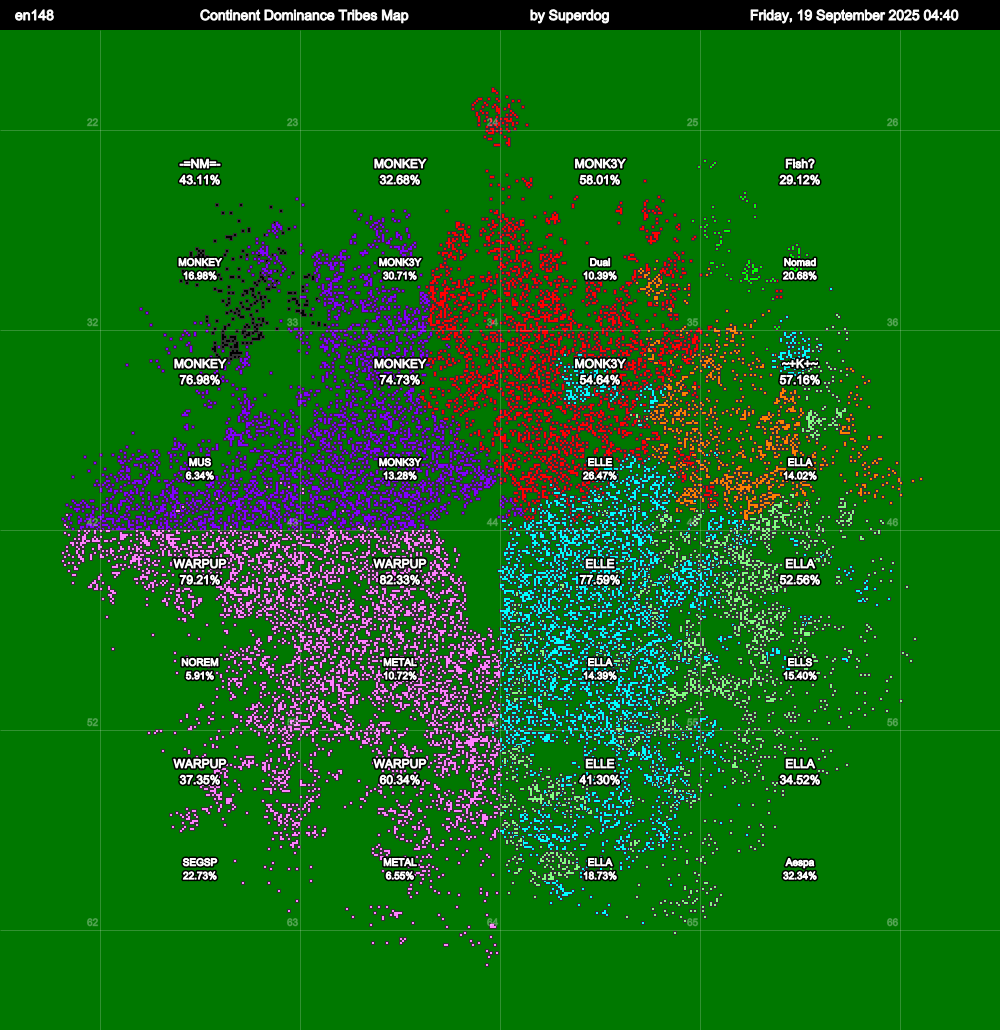 en148 Continent Dominance Tribes Map by Superdog Friday, 19 September 2025 04:40
22 23 24 25 26
-=NM=- MONKEY MONK3Y Fish?
43.11% 32.68% 58.01% 29.12%
MONKEY MONK3Y Dual Nomad
16.98% 30.71% 10.39% 20.68%
32 33 34 35 36
MONKEY MONKEY MONK3Y ~+K+~
76.98% 74.73% 54.64% 57.16%
MUS MONK3Y ELLE ELLA
6.34% 13.28% 28.47% 14.02%
42 43 44 45 46
WARPUP WARPUP ELLE ELLA
79.21% 82.33% 77.59% 52.56%
NOREM METAL ELLA ELLS
5.91% 10.72% 14.39% 15.40%
52 56
WARPUP WARPUP ELLE ELLA
37.35% 60.34% 41.30% 34.52%
SEGSP METAL ELLA Aespa
22.73% 6.55% 18.73% 32.34%
62 63 64 65 66